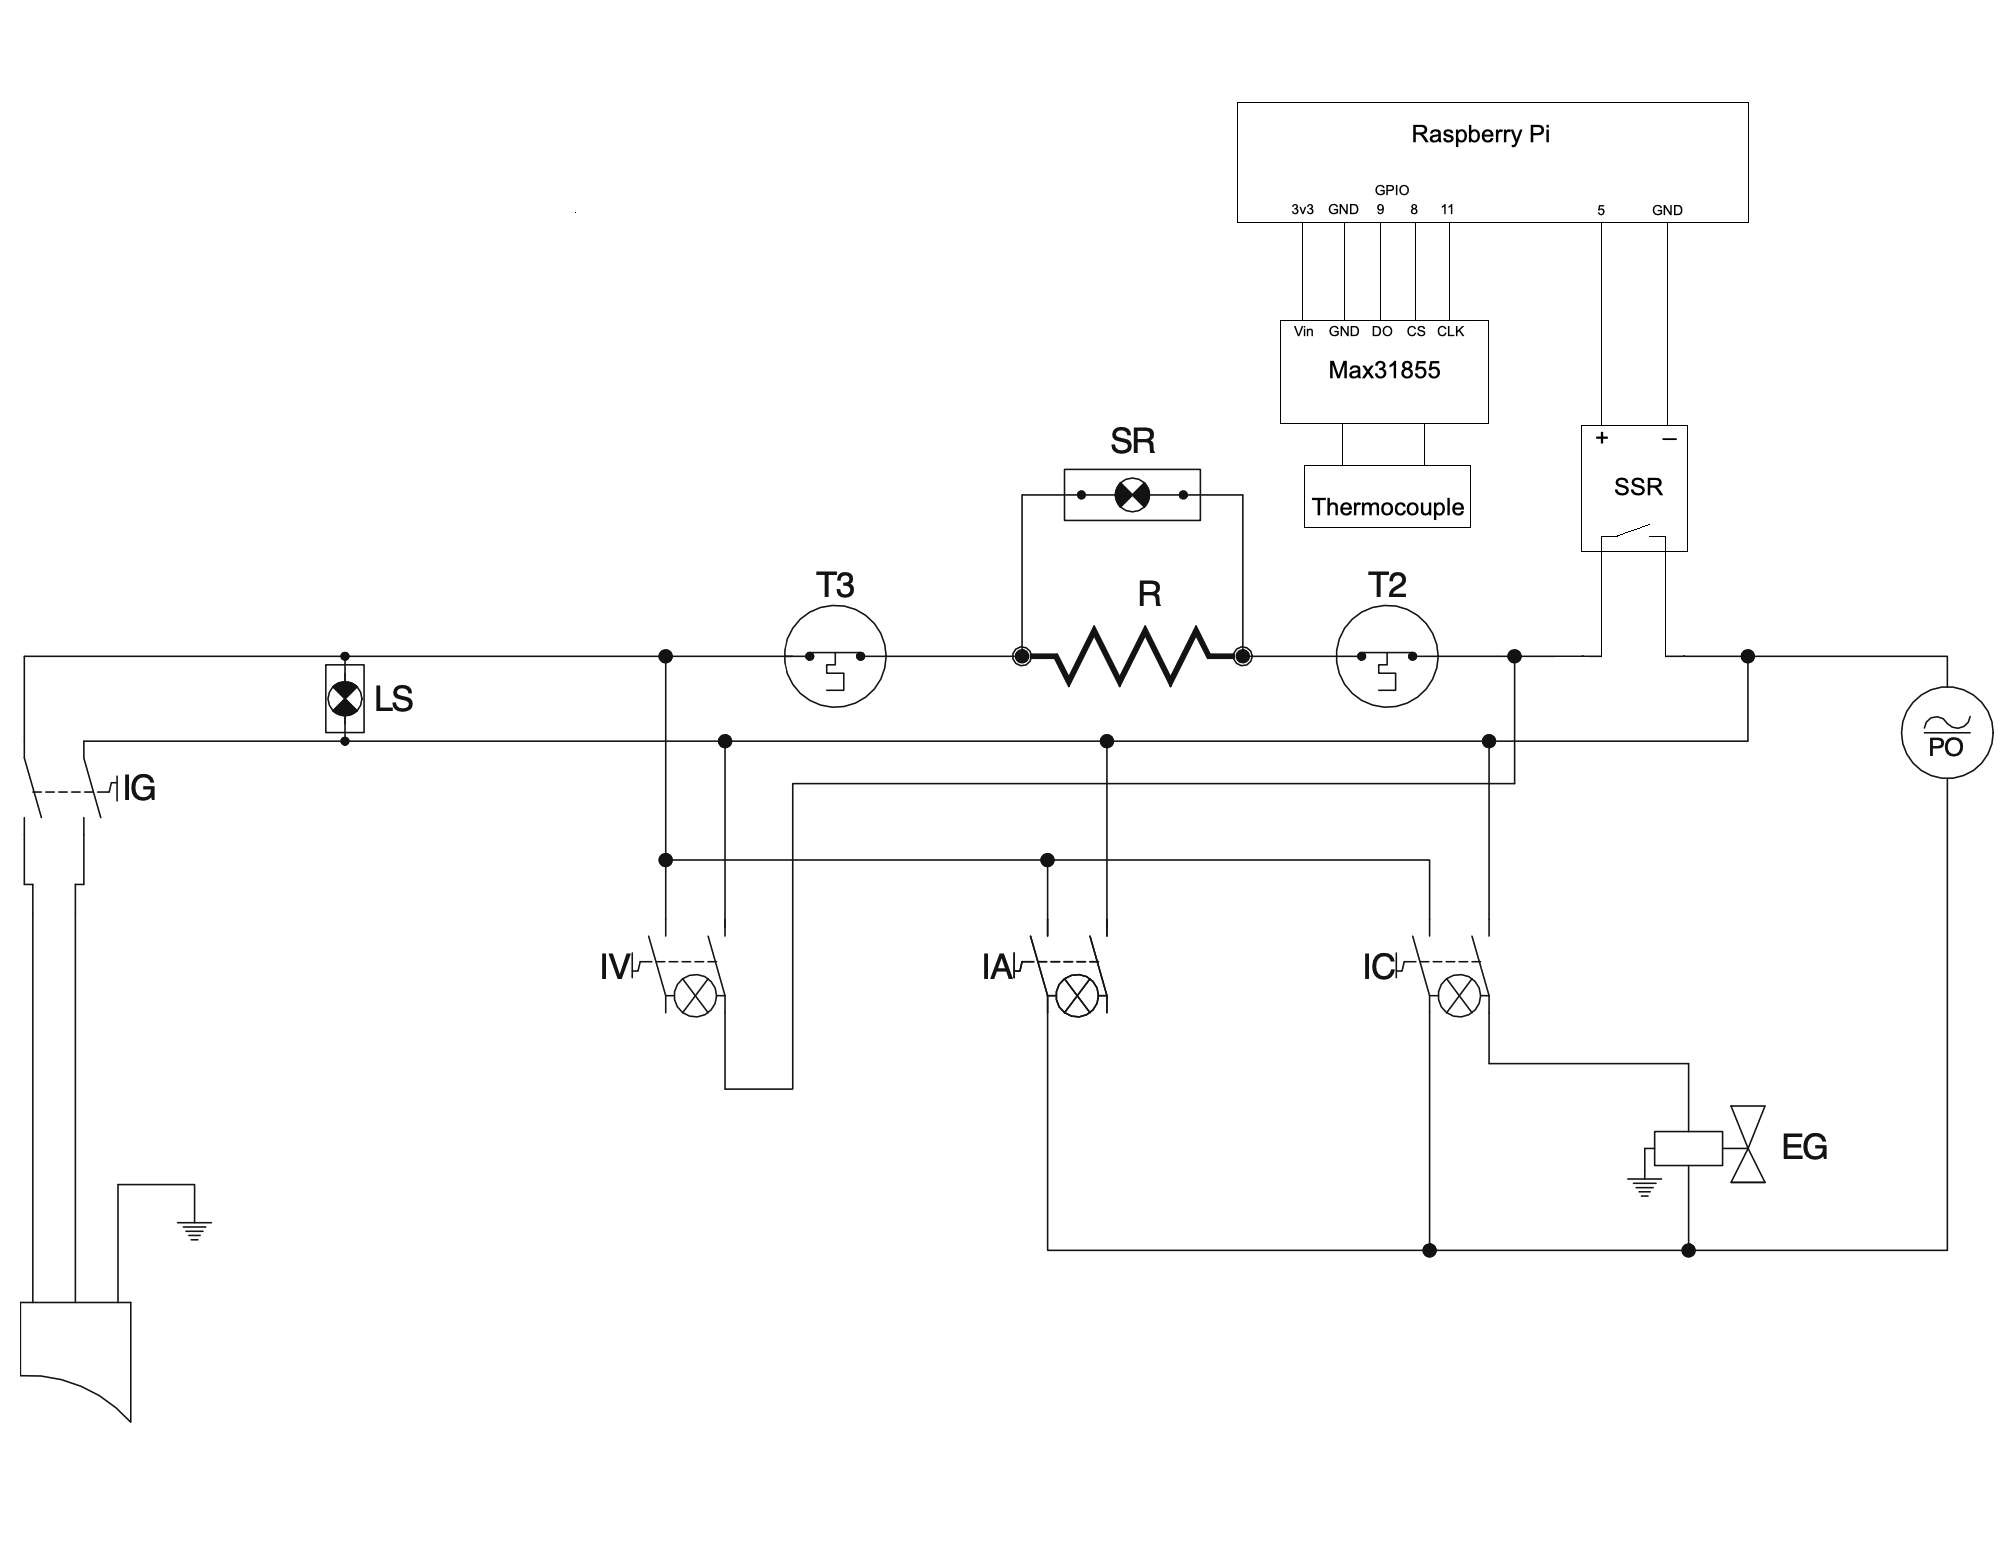 Raspberry Pi
GPIO
3v3 GND 9 8 11 5 GND
Vin GND DO CS CLK
Max31855
+ −
SSR
Thermocouple
SR
T3
R
T2
LS
PO
IG
IV
IA
IC
EG